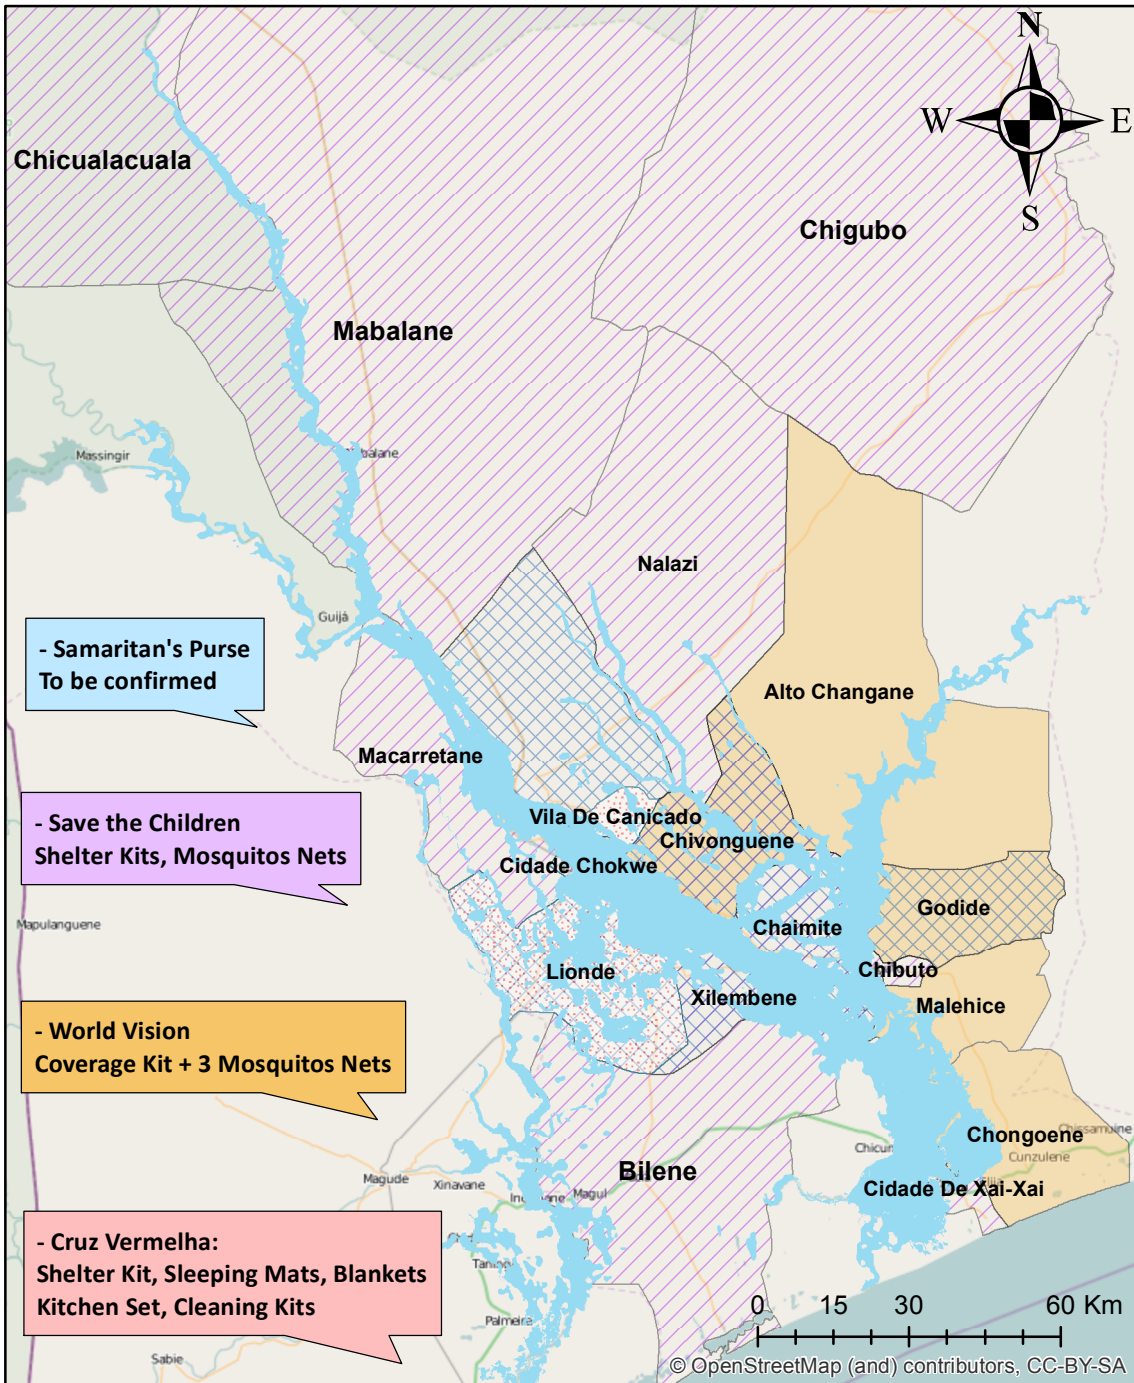 N
W
E
S
Chicualacuala
Chigubo
Mabalane
Massingir
Nalazi
Guijá
- Samaritan's Purse
To be confirmed
Alto Changane
Macarretane
- Save the Children
Shelter Kits, Mosquitos Nets
Vila De Canicado
Chivonguene
Cidade Chokwe
Mapulanguene
Godide
Chaimite
Lionde
Chibuto
Xilembene
Malehice
- World Vision
Coverage Kit + 3 Mosquitos Nets
Chongoene
Chissamuine
Cunzulene
Bilene
Magude
Xinavane
Magul
Cidade De Xai-Xai
- Cruz Vermelha:
Shelter Kit, Sleeping Mats, Blankets
Kitchen Set, Cleaning Kits
Palmeira
Sabie
0 15 30 60 Km
© OpenStreetMap (and) contributors, CC-BY-SA